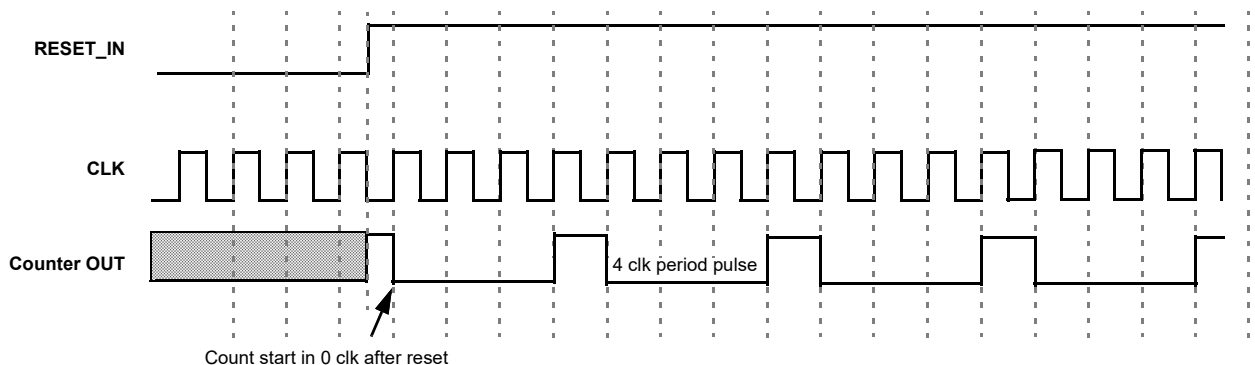 RESET_IN
CLK
Counter OUT
4 clk period pulse
Count start in 0 clk after reset